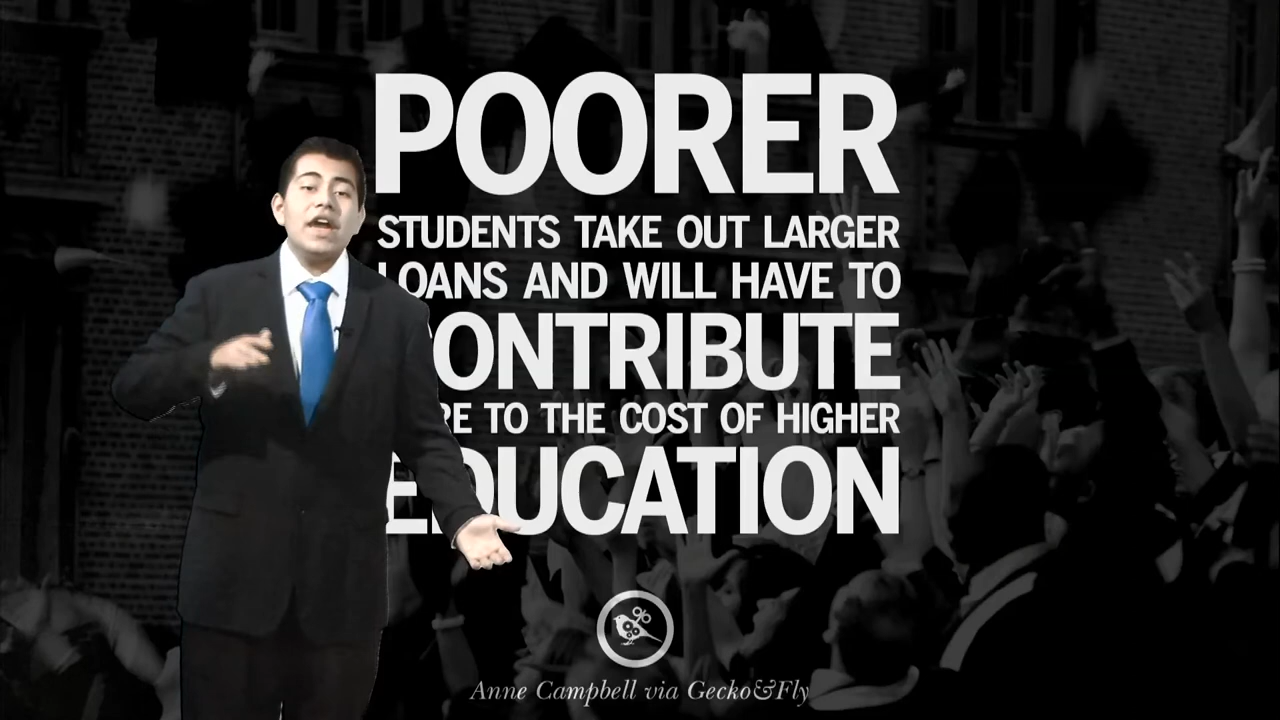 POORER
STUDENTS TAKE OUT LARGER
LOANS AND WILL HAVE TO
CONTRIBUTE
TO THE COST OF HIGHER
EDUCATION
Anne Campbell via Gecko&Fly